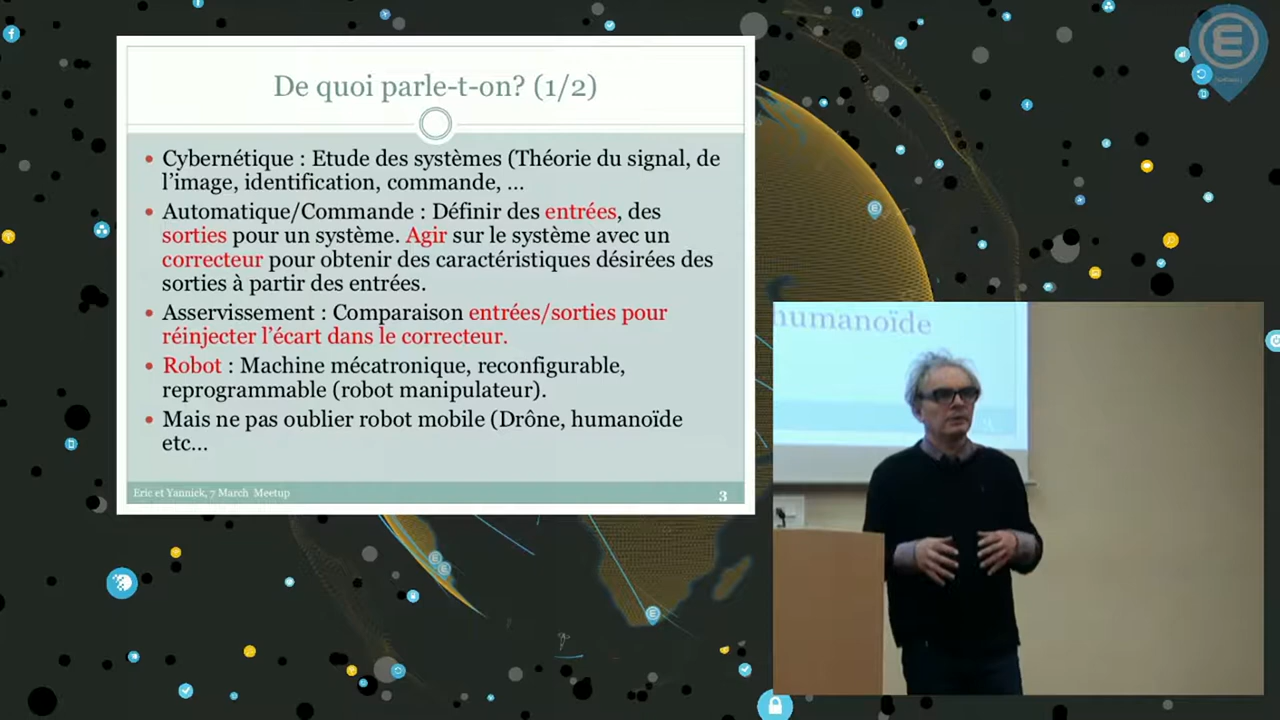 De quoi parle-t-on? (1/2)
• Cybernétique : Etude des systèmes (Théorie du signal, de
l'image, identification, commande, ...
• Automatique/Commande : Définir des entrées, des
sorties pour un système. Agir sur le système avec un
correcteur pour obtenir des caractéristiques désirées des
sorties à partir des entrées.
• Asservissement : Comparaison entrées/sorties pour
réinjecter l'écart dans le correcteur.
• Robot : Machine mécatronique, reconfigurable,
reprogrammable (robot manipulateur).
• Mais ne pas oublier robot mobile (Drône, humanoïde
etc...
Eric et Yannick, 7 March Meetup
3
humanoïde